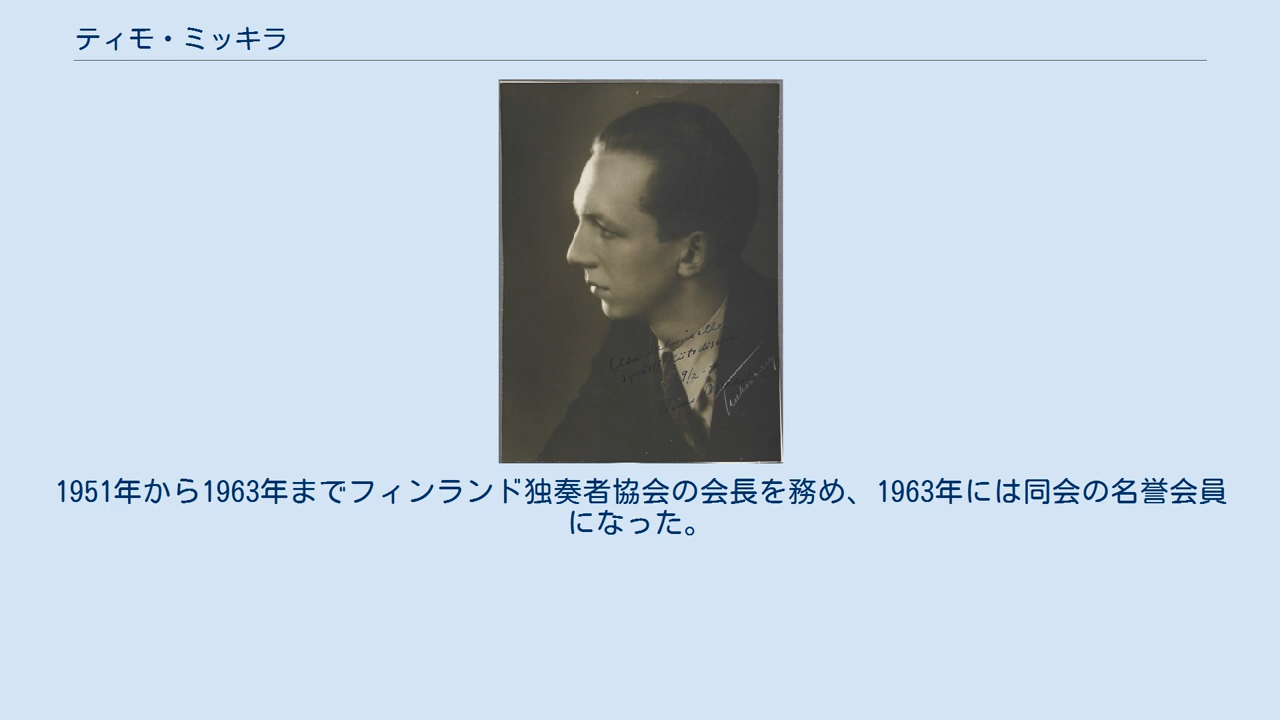 ティモ・ミッキラ
1951年から1963年までフィンランド独奏者協会の会長を務め、1963年には同会の名誉会員
になった。